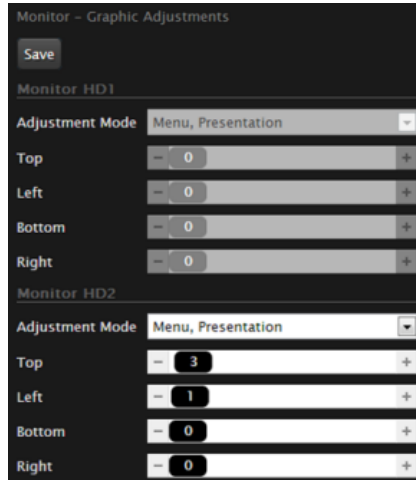 Monitor – Graphic Adjustments
Save
Monitor HD1
Adjustment Mode Menu, Presentation
Top – 0 +
Left – 0 +
Bottom – 0 +
Right – 0 +
Monitor HD2
Adjustment Mode Menu, Presentation
Top – 3 +
Left – 1 +
Bottom – 0 +
Right – 0 +